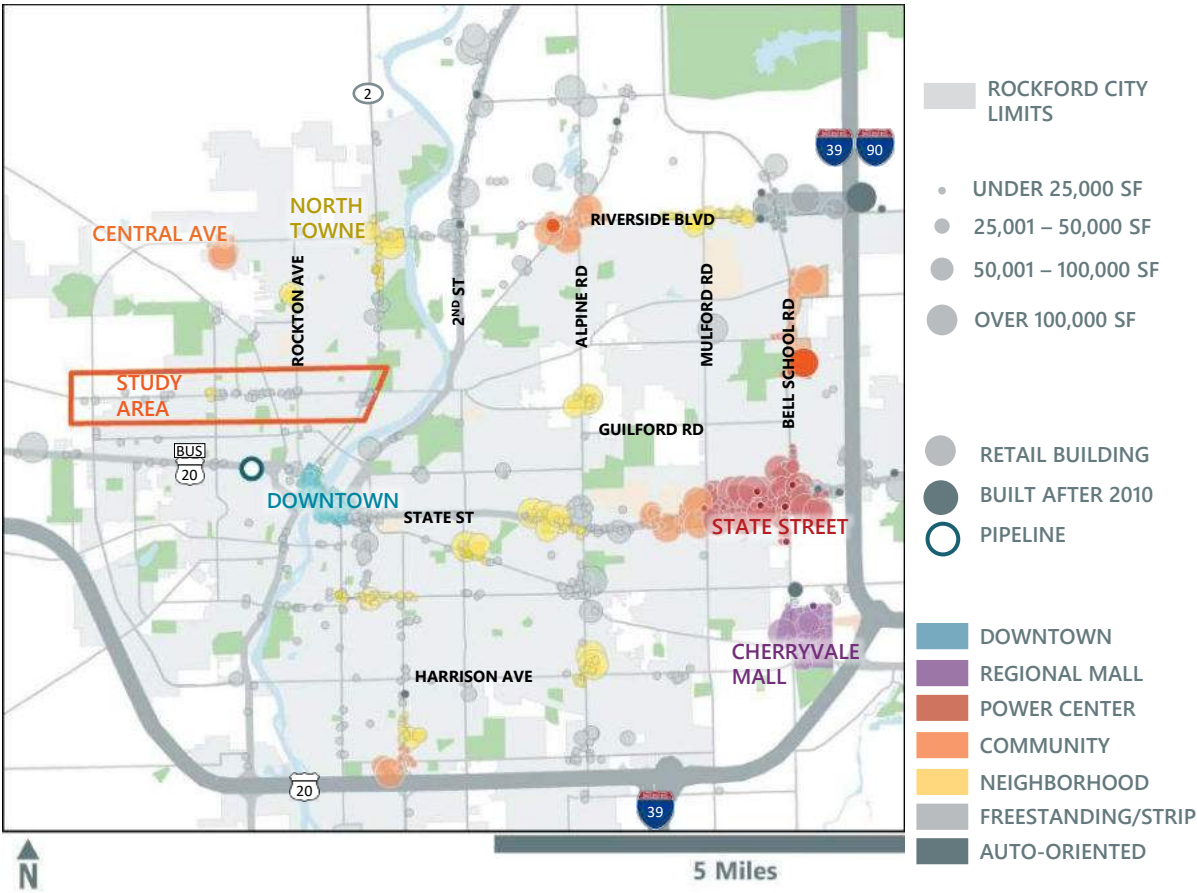 2
39
90
NORTH
TOWNE
RIVERSIDE BLVD
CENTRAL AVE
ROCKTON AVE
2ND ST
ALPINE RD
MULFORD RD
BELL SCHOOL RD
STUDY
AREA
GUILFORD RD
BUS
20
DOWNTOWN
STATE ST
STATE STREET
CHERRYVALE
MALL
HARRISON AVE
20
39
N
5 Miles
ROCKFORD CITY
LIMITS
UNDER 25,000 SF
25,001 – 50,000 SF
50,001 – 100,000 SF
OVER 100,000 SF
RETAIL BUILDING
BUILT AFTER 2010
PIPELINE
DOWNTOWN
REGIONAL MALL
POWER CENTER
COMMUNITY
NEIGHBORHOOD
FREESTANDING/STRIP
AUTO-ORIENTED